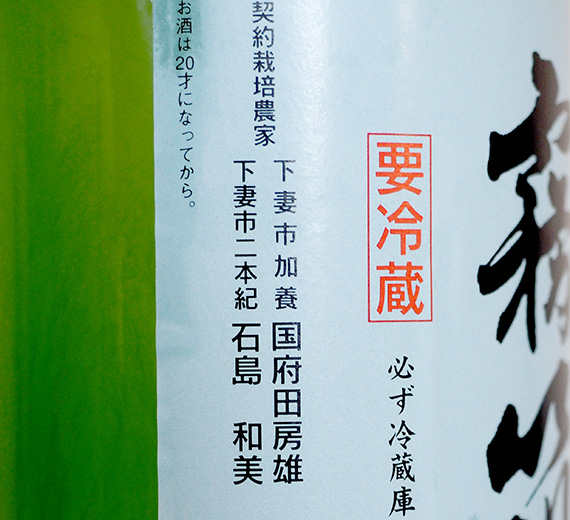 必ず冷蔵庫
要冷蔵
契約栽培農家
下妻市加養 国府田房雄
下妻市二本紀 石島 和美
お酒は20才になってから。